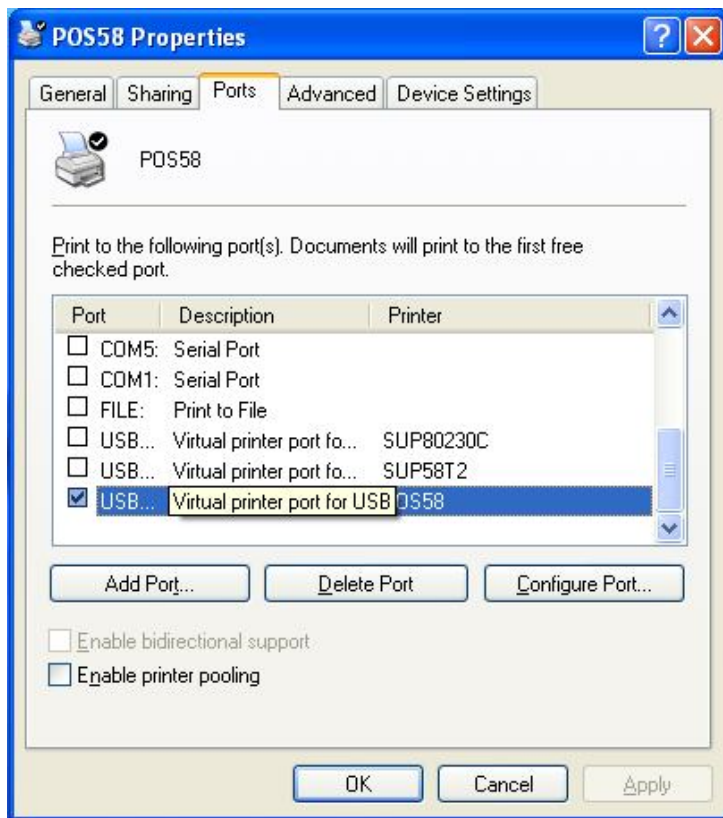 POS58 Properties
General Sharing Ports Advanced Device Settings
POS58
Print to the following port(s). Documents will print to the first free
checked port.
Port Description Printer
COM5: Serial Port
COM1: Serial Port
FILE: Print to File
USB... Virtual printer port fo... SUP80230C
USB... Virtual printer port fo... SUP58T2
USB... Virtual printer port for USB OS58
Add Port... Delete Port Configure Port...
Enable bidirectional support
Enable printer pooling
OK Cancel Apply